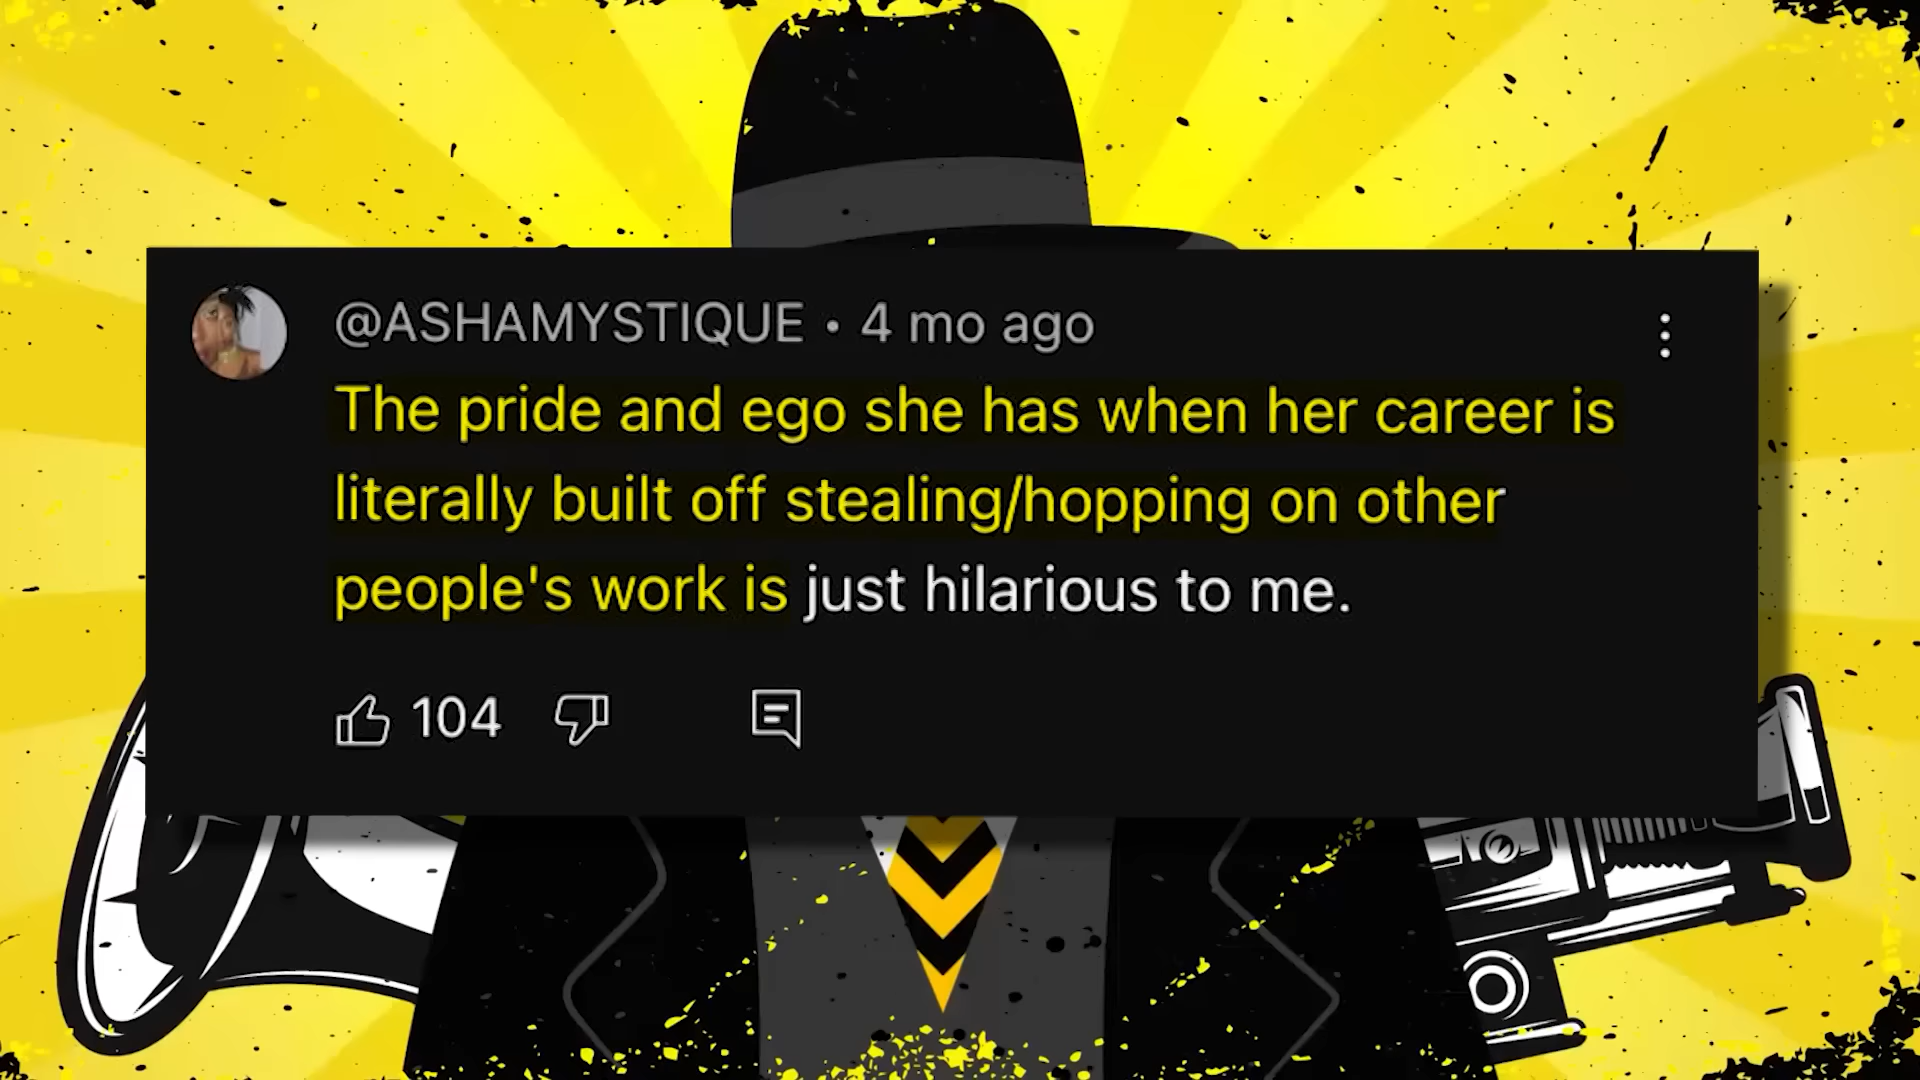 @ASHAMYSTIQUE • 4 mo ago
The pride and ego she has when her career is
literally built off stealing/hopping on other
people's work is just hilarious to me.
104